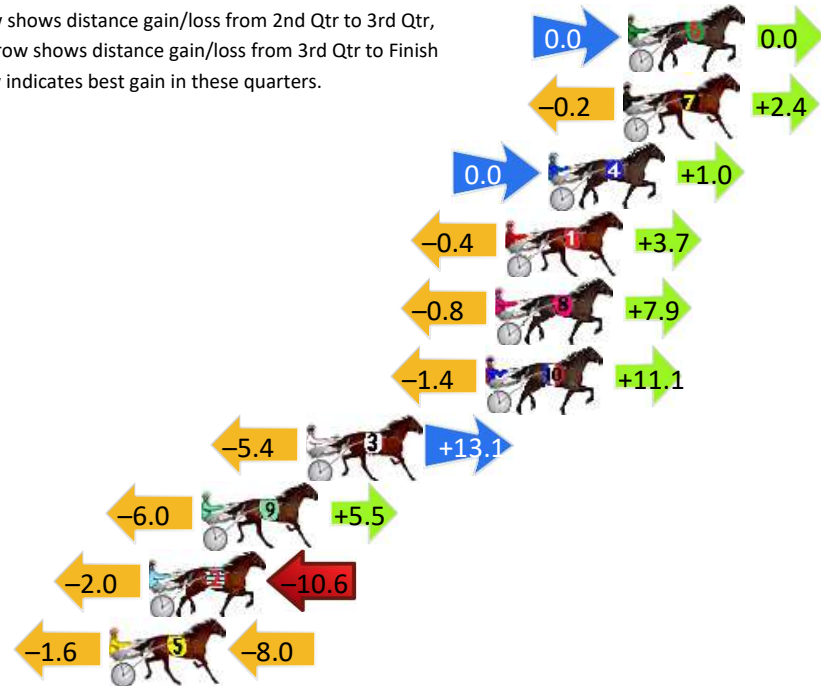 shows distance gain/loss from 2nd Qtr to 3rd Qtr,
row shows distance gain/loss from 3rd Qtr to Finish
indicates best gain in these quarters.
0.0 0.0
–0.2 7 +2.4
0.0 4 +1.0
–0.4 1 +3.7
–0.8 8 +7.9
–1.4 10 +11.1
–5.4 3 +13.1
–6.0 9 +5.5
–2.0 –10.6
–1.6 5 –8.0